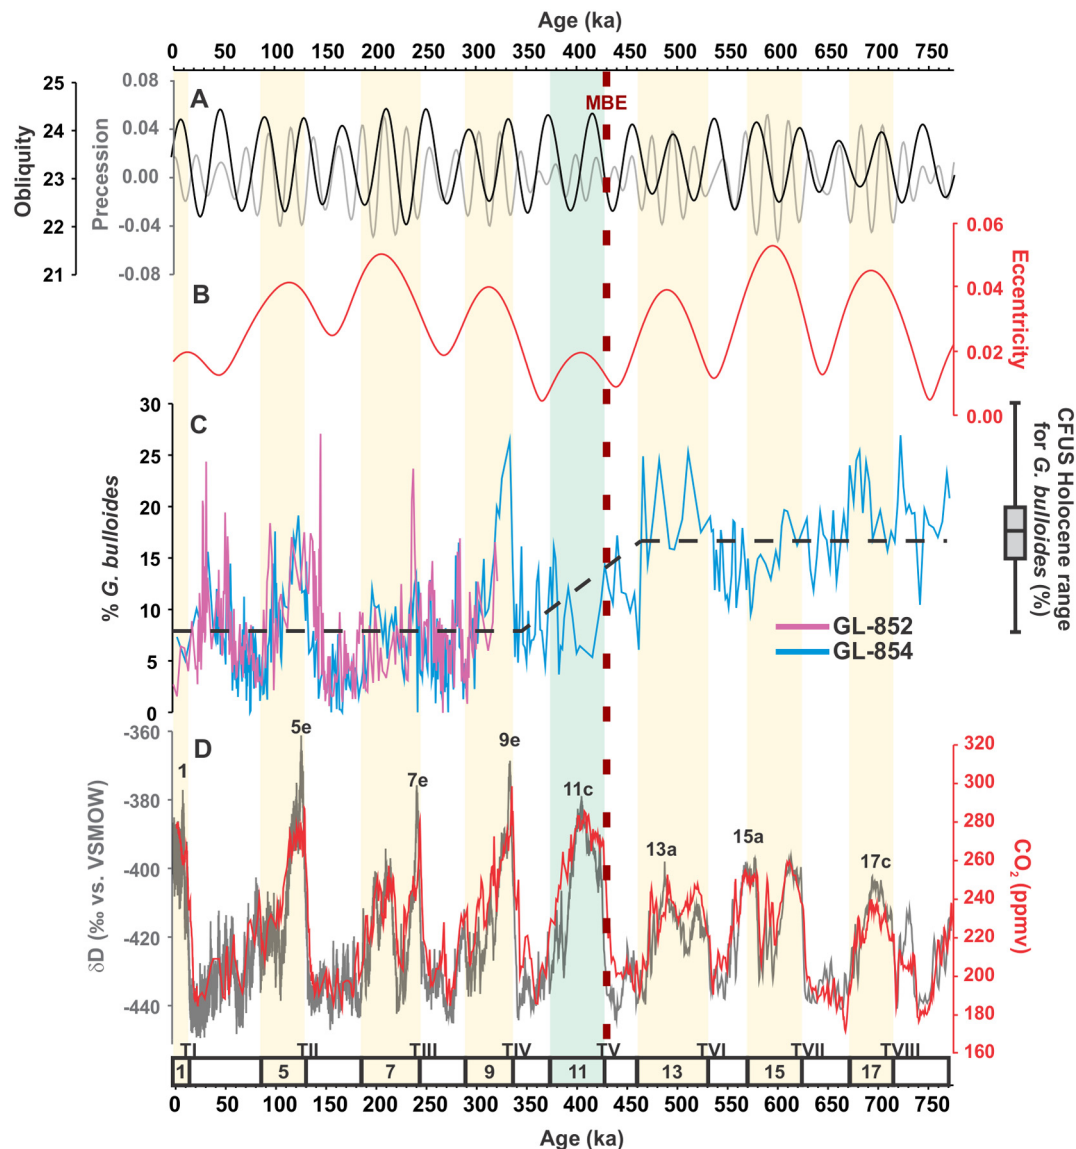 Age (ka)
0 50 100 150 200 250 300 350 400 450 500 550 600 650 700 750
A
MBE
25
24
23
22
21
Obliquity
0.08
0.04
0.00
-0.04
-0.08
Precession
B
0.06
0.04
0.02
0.00
Eccentricity
C
30
25
20
15
10
5
0
% G. bulloides
GL-852
GL-854
CFUS Holocene range
for G. bulloides (%)
D
-360
-380
-400
-420
-440
δD (‰ vs. VSMOW)
1
5e
7e
9e
11c
13a
15a
17c
320
300
280
260
240
220
200
180
160
CO₂ (ppmv)
TI TII TIII TIV TV TVI TVII TVIII
1 5 7 9 11 13 15 17
0 50 100 150 200 250 300 350 400 450 500 550 600 650 700 750
Age (ka)